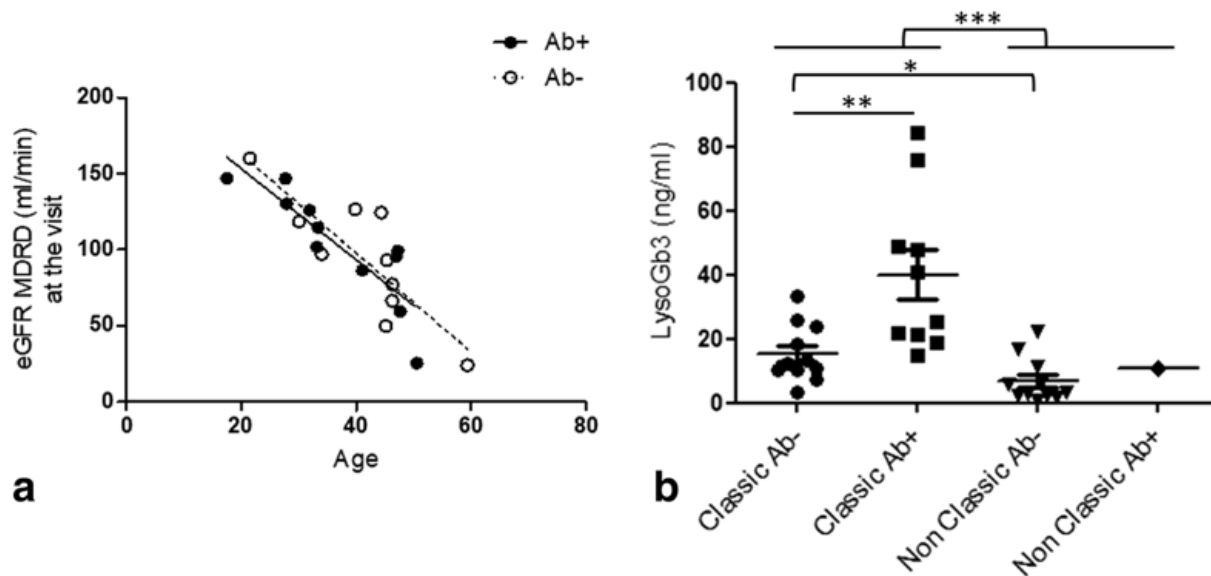 Ab+
Ab-
eGFR MDRD (ml/min)
at the visit
200
150
100
50
0
0 20 40 60 80
Age
a
***
*
**
LysoGb3 (ng/ml)
100
80
60
40
20
0
Classic Ab-
Classic Ab+
Non Classic Ab-
Non Classic Ab+
b